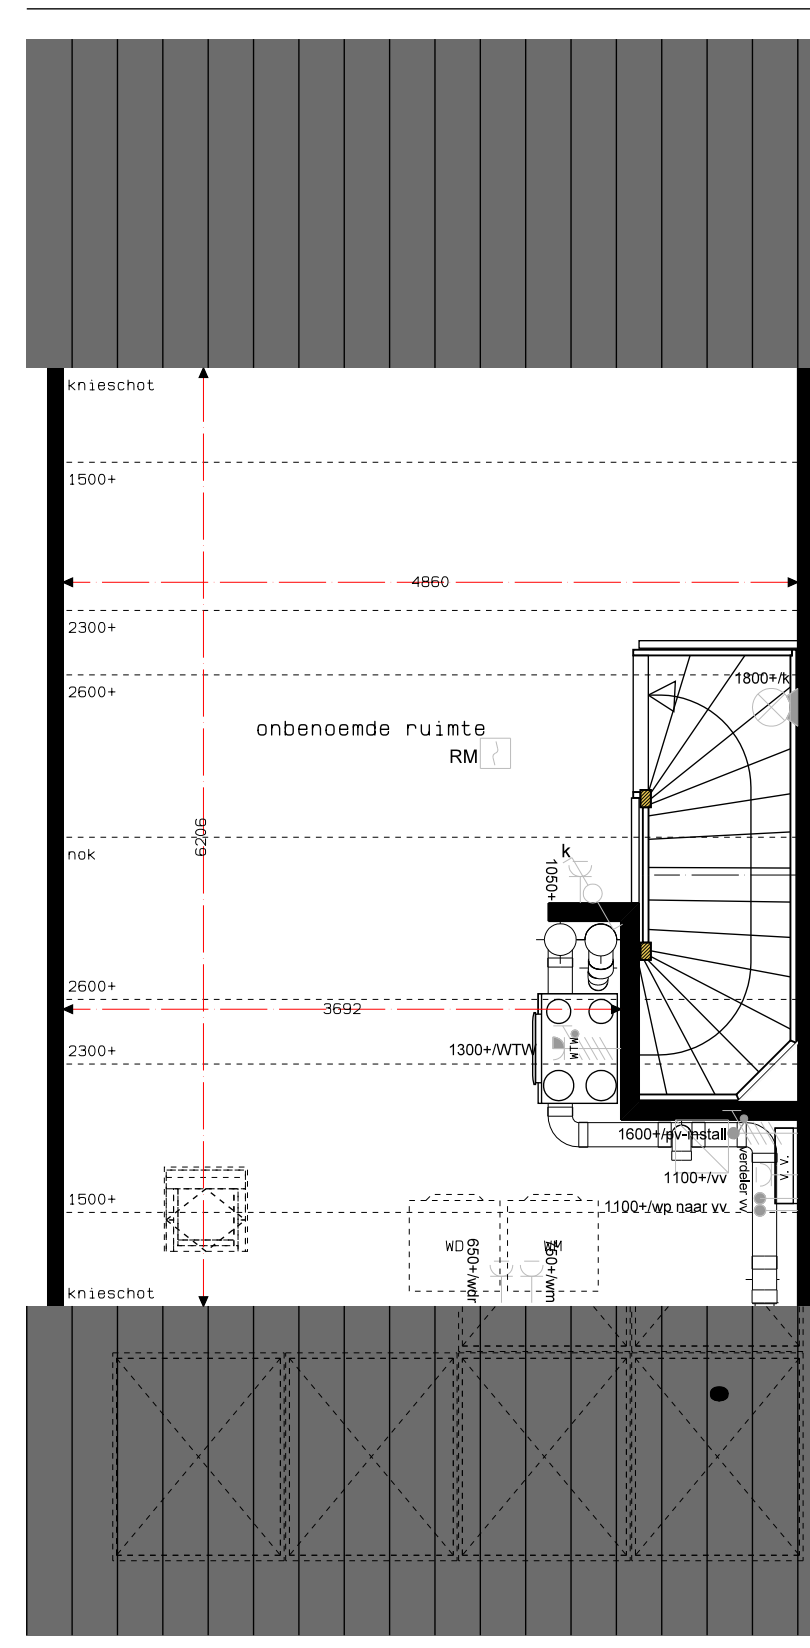 knieschot
1500+
4860
2300+
2600+
1800+/k
onbenoemde ruimte
RM
6206
nok
k
1050+
2600+
3692
2300+
1300+/WTW
WTW
1600+/pv-install
verdeler vv
V.V.
1100+/vv
1500+
1100+/wp naar vv
WD
650+/wdr
WM
650+/wm
knieschot